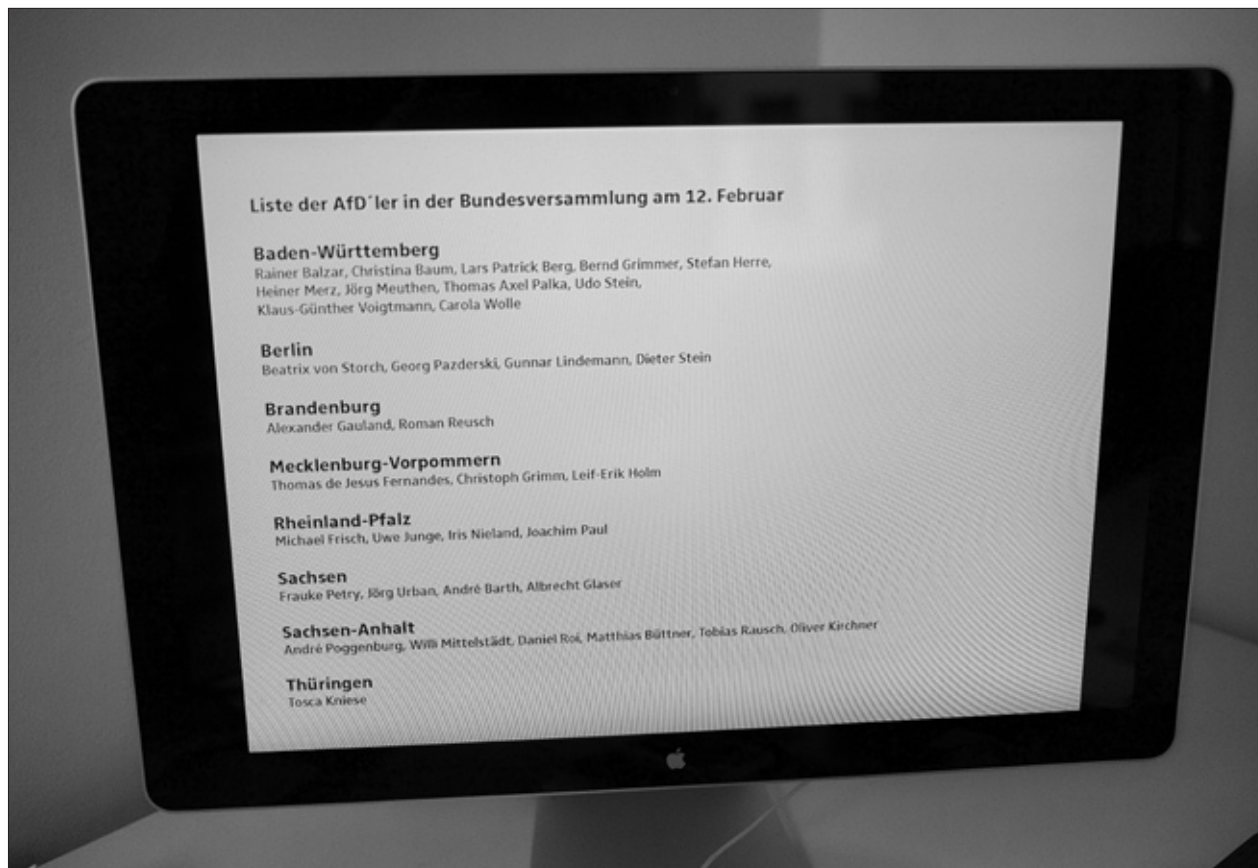 Liste der AfD´ler in der Bundesversammlung am 12. Februar
Baden-Württemberg
Rainer Balzar, Christina Baum, Lars Patrick Berg, Bernd Grimmer, Stefan Herre,
Heiner Merz, Jörg Meuthen, Thomas Axel Palka, Udo Stein,
Klaus-Günther Voigtmann, Carola Wolle
Berlin
Beatrix von Storch, Georg Pazderski, Gunnar Lindemann, Dieter Stein
Brandenburg
Alexander Gauland, Roman Reusch
Mecklenburg-Vorpommern
Thomas de Jesus Fernandes, Christoph Grimm, Leif-Erik Holm
Rheinland-Pfalz
Michael Frisch, Uwe Junge, Iris Nieland, Joachim Paul
Sachsen
Frauke Petry, Jörg Urban, André Barth, Albrecht Glaser
Sachsen-Anhalt
André Poggenburg, Willi Mittelstädt, Daniel Roi, Matthias Büttner, Tobias Rausch, Oliver Kirchner
Thüringen
Tosca Kniese